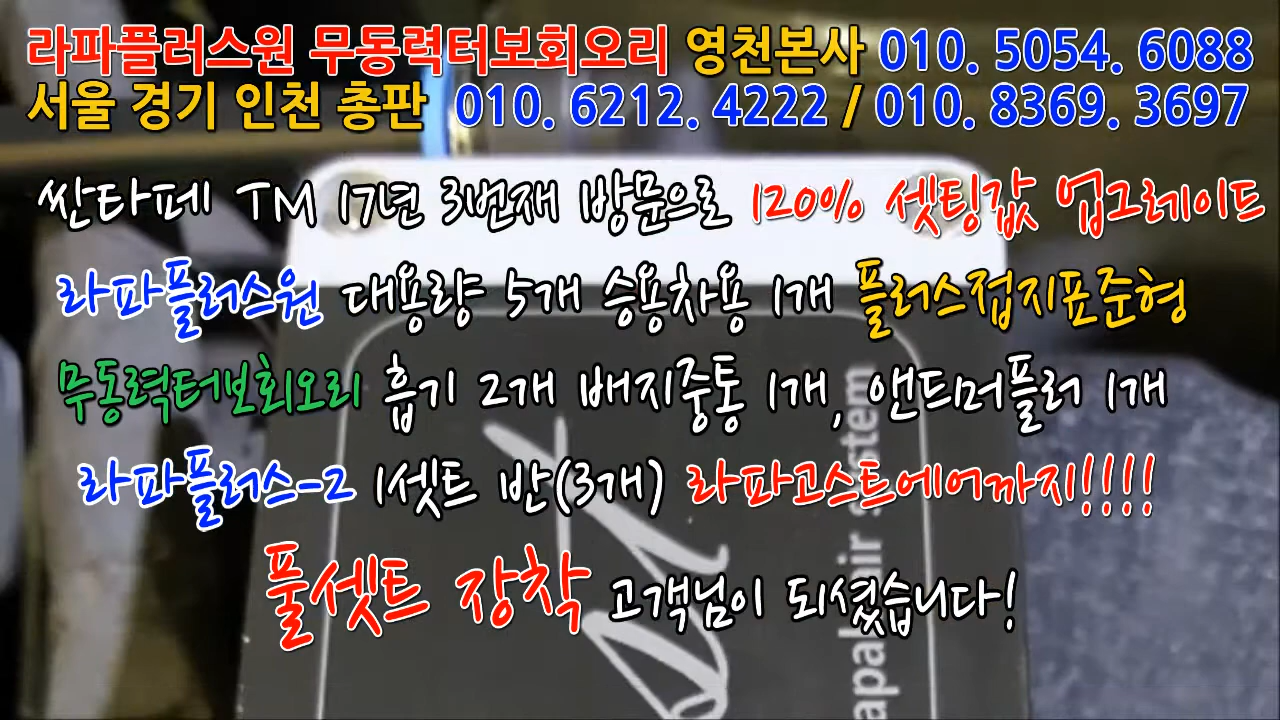 라파플러스원 무동력터보회오리 영천본사 010. 5054. 6088
서울 경기 인천 총판 010. 6212. 4222 / 010. 8369. 3697
싼타페 TM 17년 3번재 방문으로 120% 셋팅값 업그레이드
라파플러스원 대용량 5개 승용차용 1개 플러스접지표준형
무동력터보회오리 흡기 2개 배지중통 1개, 앤드머플러 1개
라파플러스-2 1셋트 반(3개) 라파고스트에어까지!!!!
풀셋트 장착 고객님이 되셨습니다!
apalair system